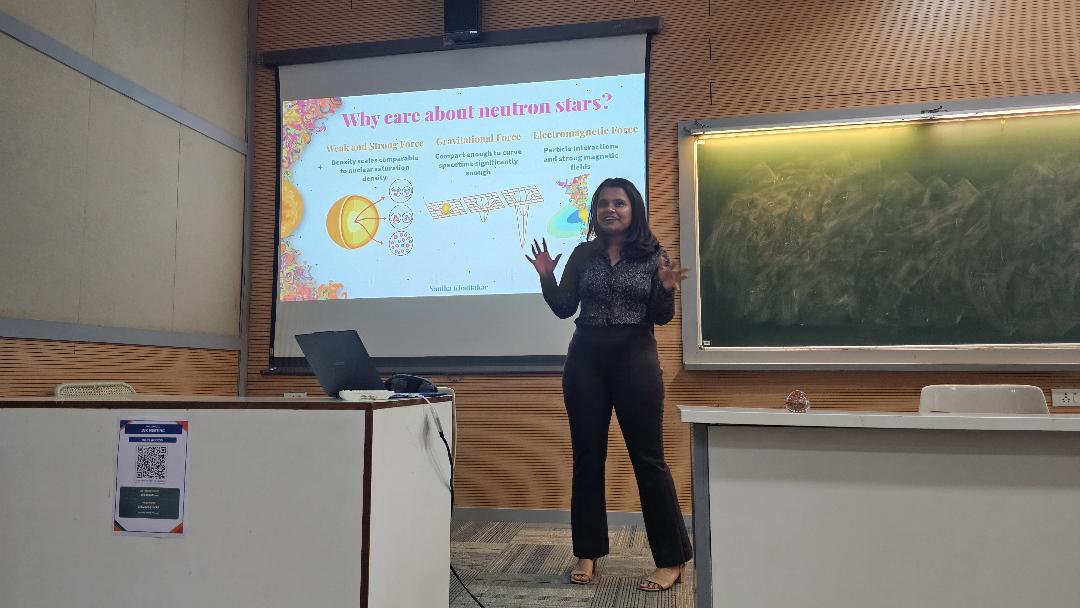 Why care about neutron stars?
Weak and Strong Force
Density scales comparable
to nuclear saturation
density
Gravitational Force
Compact enough to curve
spacetime significantly
enough
Electromagnetic Force
Particle interactions
and strong magnetic
fields